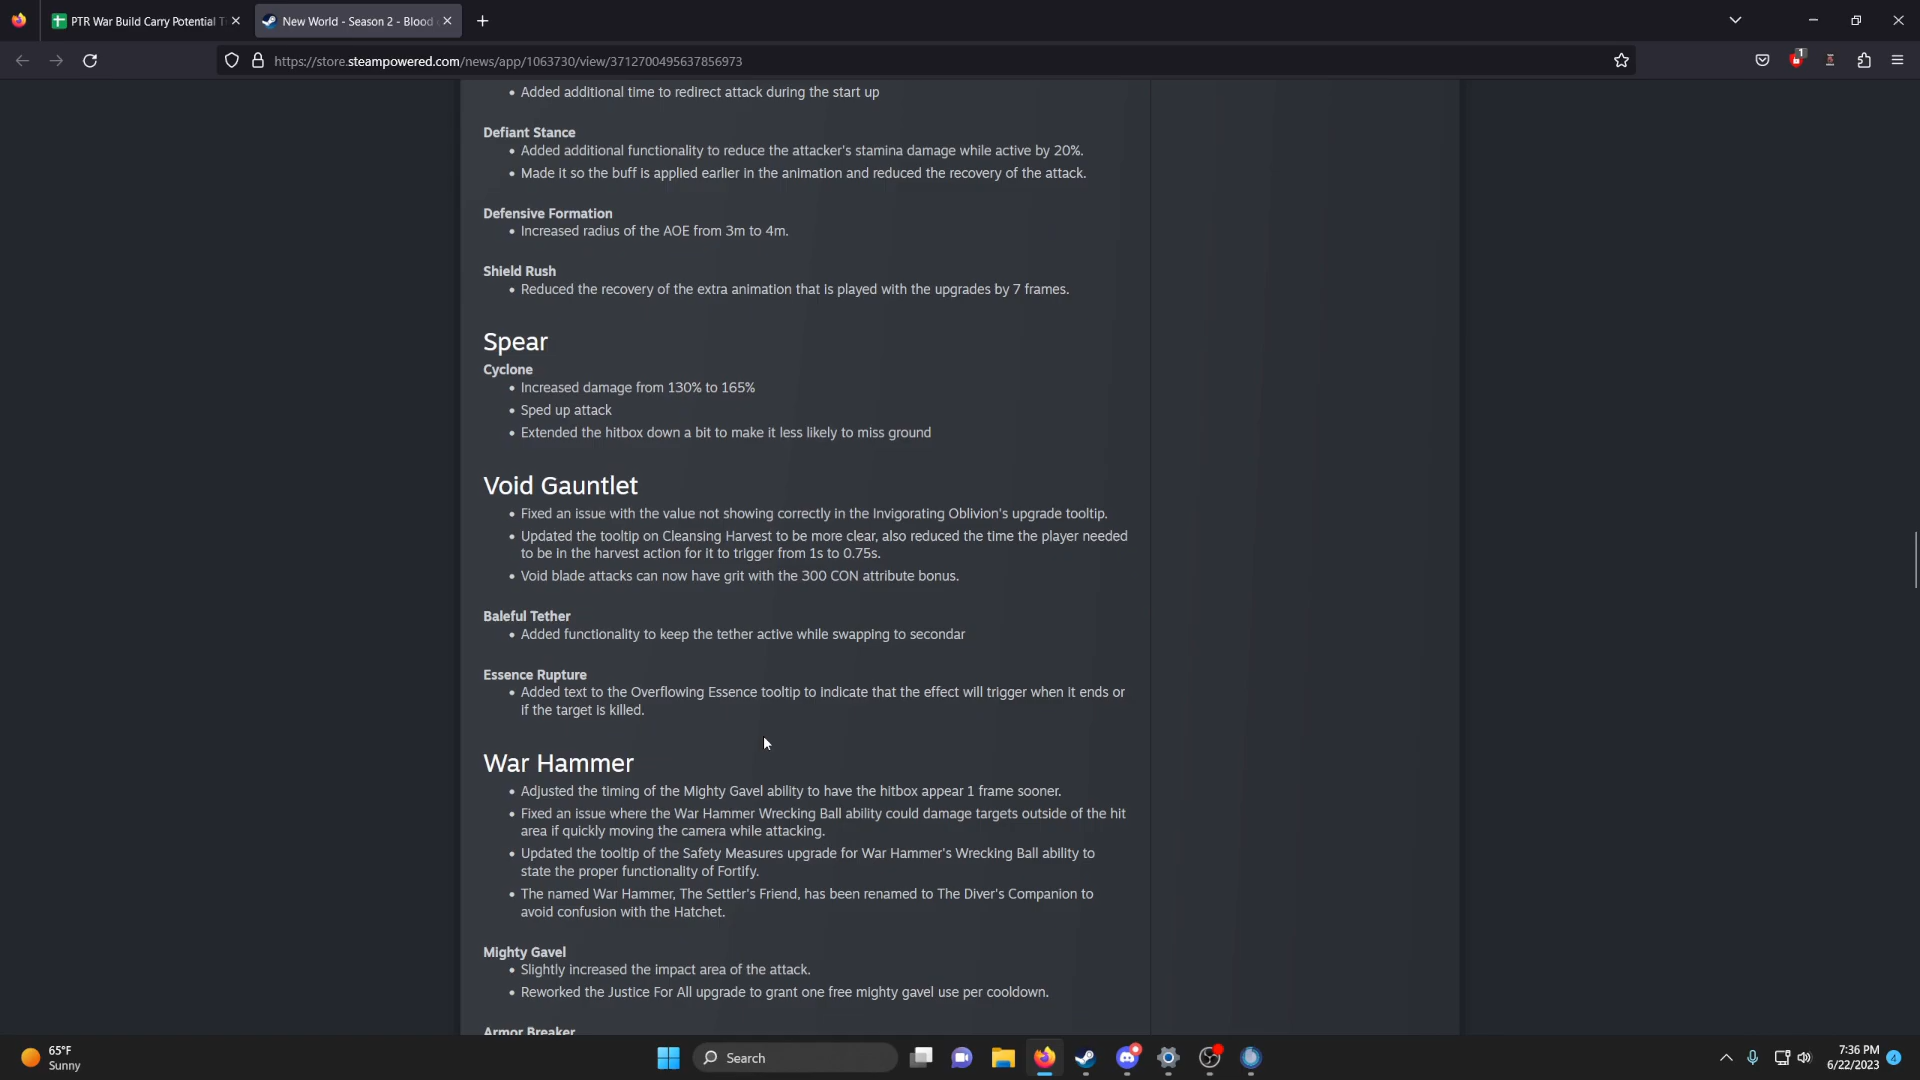 PTR War Build Carry Potential
New World - Season 2 - Blood
https://store.steampowered.com/news/app/1063730/view/3712700495637856973
1
• Added additional time to redirect attack during the start up
Defiant Stance
• Added additional functionality to reduce the attacker's stamina damage while active by 20%.
• Made it so the buff is applied earlier in the animation and reduced the recovery of the attack.
Defensive Formation
• Increased radius of the AOE from 3m to 4m.
Shield Rush
• Reduced the recovery of the extra animation that is played with the upgrades by 7 frames.
Spear
Cyclone
• Increased damage from 130% to 165%
• Sped up attack
• Extended the hitbox down a bit to make it less likely to miss ground
Void Gauntlet
• Fixed an issue with the value not showing correctly in the Invigorating Oblivion's upgrade tooltip.
• Updated the tooltip on Cleansing Harvest to be more clear, also reduced the time the player needed
to be in the harvest action for it to trigger from 1s to 0.75s.
• Void blade attacks can now have grit with the 300 CON attribute bonus.
Baleful Tether
• Added functionality to keep the tether active while swapping to secondar
Essence Rupture
• Added text to the Overflowing Essence tooltip to indicate that the effect will trigger when it ends or
if the target is killed.
War Hammer
• Adjusted the timing of the Mighty Gavel ability to have the hitbox appear 1 frame sooner.
• Fixed an issue where the War Hammer Wrecking Ball ability could damage targets outside of the hit
area if quickly moving the camera while attacking.
• Updated the tooltip of the Safety Measures upgrade for War Hammer's Wrecking Ball ability to
state the proper functionality of Fortify.
• The named War Hammer, The Settler's Friend, has been renamed to The Diver's Companion to
avoid confusion with the Hatchet.
Mighty Gavel
• Slightly increased the impact area of the attack.
• Reworked the Justice For All upgrade to grant one free mighty gavel use per cooldown.
Armor Breaker
65°F
Sunny
Search
7:36 PM
6/22/2023
4